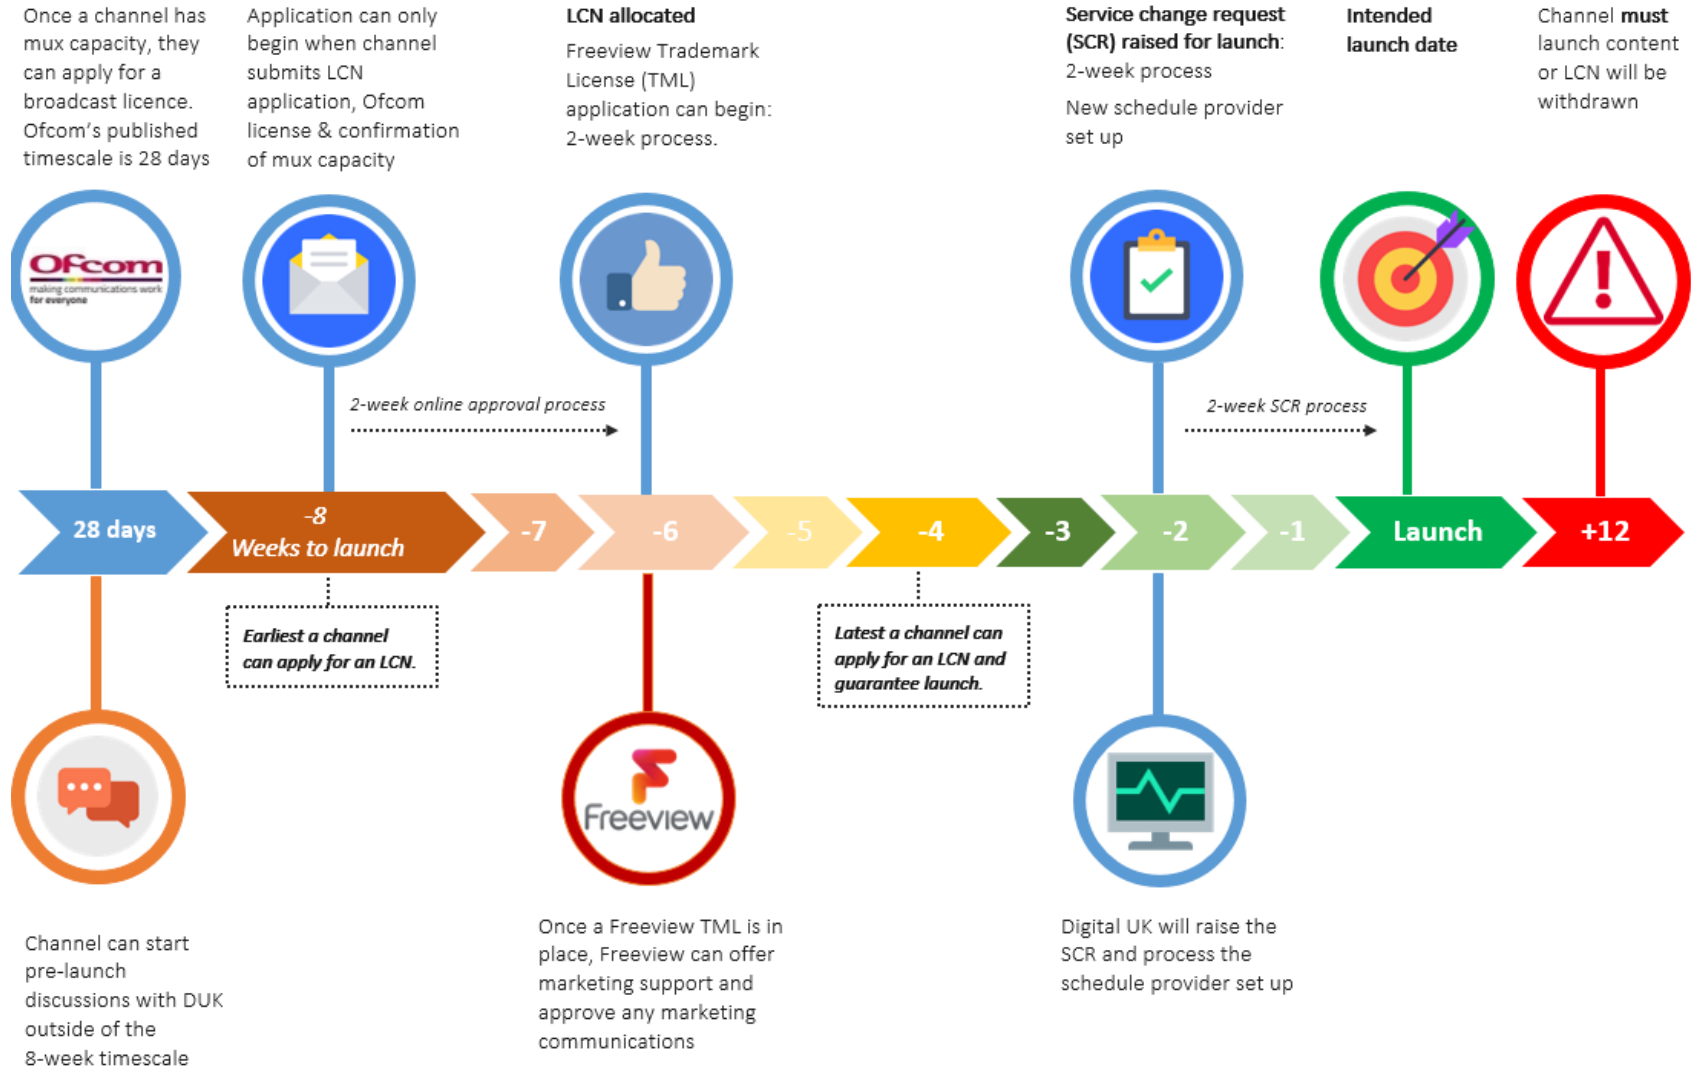 Once a channel has
mux capacity, they
can apply for a
broadcast licence.
Ofcom's published
timescale is 28 days
Application can only
begin when channel
submits LCN
application, Ofcom
license & confirmation
of mux capacity
LCN allocated
Freeview Trademark
License (TML)
application can begin:
2-week process.
Service change request
(SCR) raised for launch:
2-week process
New schedule provider
set up
Intended
launch date
Channel must
launch content
or LCN will be
withdrawn
Ofcom
making communications work
for everyone
2-week online approval process
2-week SCR process
28 days
-8
Weeks to launch
-7
-6
-5
-4
-3
-2
-1
Launch
+12
Earliest a channel
can apply for an LCN.
Latest a channel can
apply for an LCN and
guarantee launch.
Freeview
Channel can start
pre-launch
discussions with DUK
outside of the
8-week timescale
Once a Freeview TML is in
place, Freeview can offer
marketing support and
approve any marketing
communications
Digital UK will raise the
SCR and process the
schedule provider set up